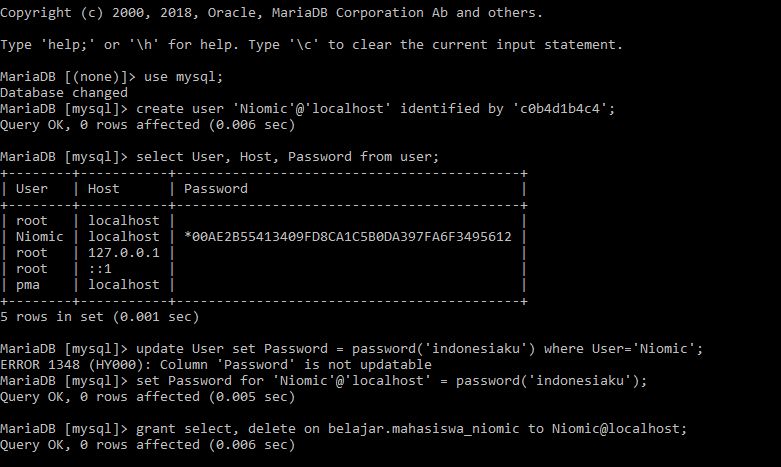 Copyright (c) 2000, 2018, Oracle, MariaDB Corporation Ab and others.
Type 'help;' or '\h' for help. Type '\c' to clear the current input statement.
MariaDB [(none)]> use mysql;
Database changed
MariaDB [mysql]> create user 'Niomic'@'localhost' identified by 'c0b4d1b4c4';
Query OK, 0 rows affected (0.006 sec)
MariaDB [mysql]> select User, Host, Password from user;
+--------+-----------+-------------------------------------------+
| User   | Host      | Password                                  |
+--------+-----------+-------------------------------------------+
| root   | localhost |                                           |
| Niomic | localhost | *00AE2B55413409FD8CA1C5B0DA397FA6F3495612 |
| root   | 127.0.0.1 |                                           |
| root   | ::1       |                                           |
| pma    | localhost |                                           |
+--------+-----------+-------------------------------------------+
5 rows in set (0.001 sec)
MariaDB [mysql]> update User set Password = password('indonesiaku') where User='Niomic';
ERROR 1348 (HY000): Column 'Password' is not updatable
MariaDB [mysql]> set Password for 'Niomic'@'localhost' = password('indonesiaku');
Query OK, 0 rows affected (0.005 sec)
MariaDB [mysql]> grant select, delete on belajar.mahasiswa_niomic to Niomic@localhost;
Query OK, 0 rows affected (0.006 sec)